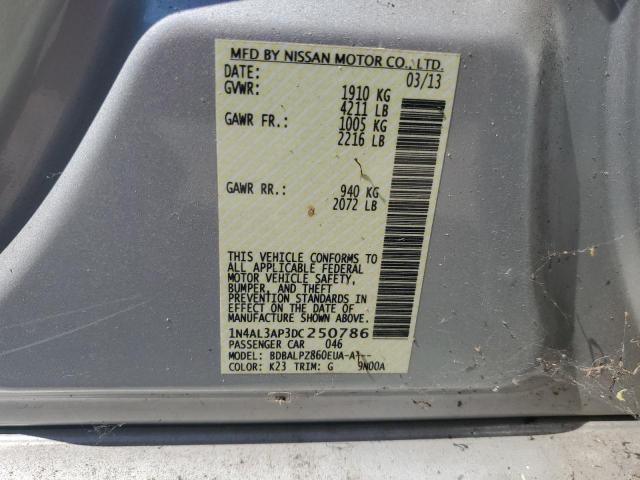 MFD BY NISSAN MOTOR CO., LTD.
DATE: 03/13
GVWR: 1910 KG
4211 LB
GAWR FR.: 1005 KG
2216 LB
GAWR RR.: 940 KG
2072 LB
THIS VEHICLE CONFORMS TO
ALL APPLICABLE FEDERAL
MOTOR VEHICLE SAFETY,
BUMPER, AND THEFT
PREVENTION STANDARDS IN
EFFECT ON THE DATE OF
MANUFACTURE SHOWN ABOVE.
1N4AL3AP3DC250786
PASSENGER CAR 046
MODEL: BDBALPZ860EUA-A1--
COLOR: K23 TRIM: G 9N00A